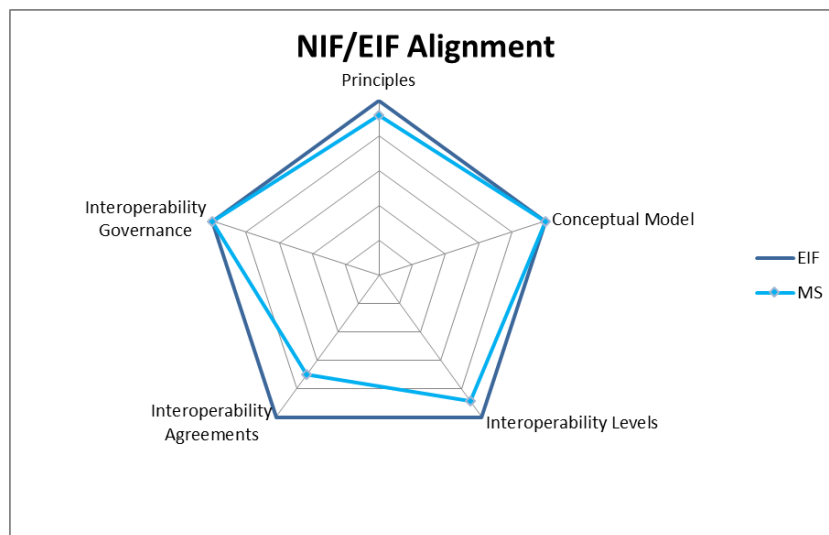 NIF/EIF Alignment
Principles
Interoperability
Governance
Conceptual Model
EIF
MS
Interoperability
Agreements
Interoperability Levels